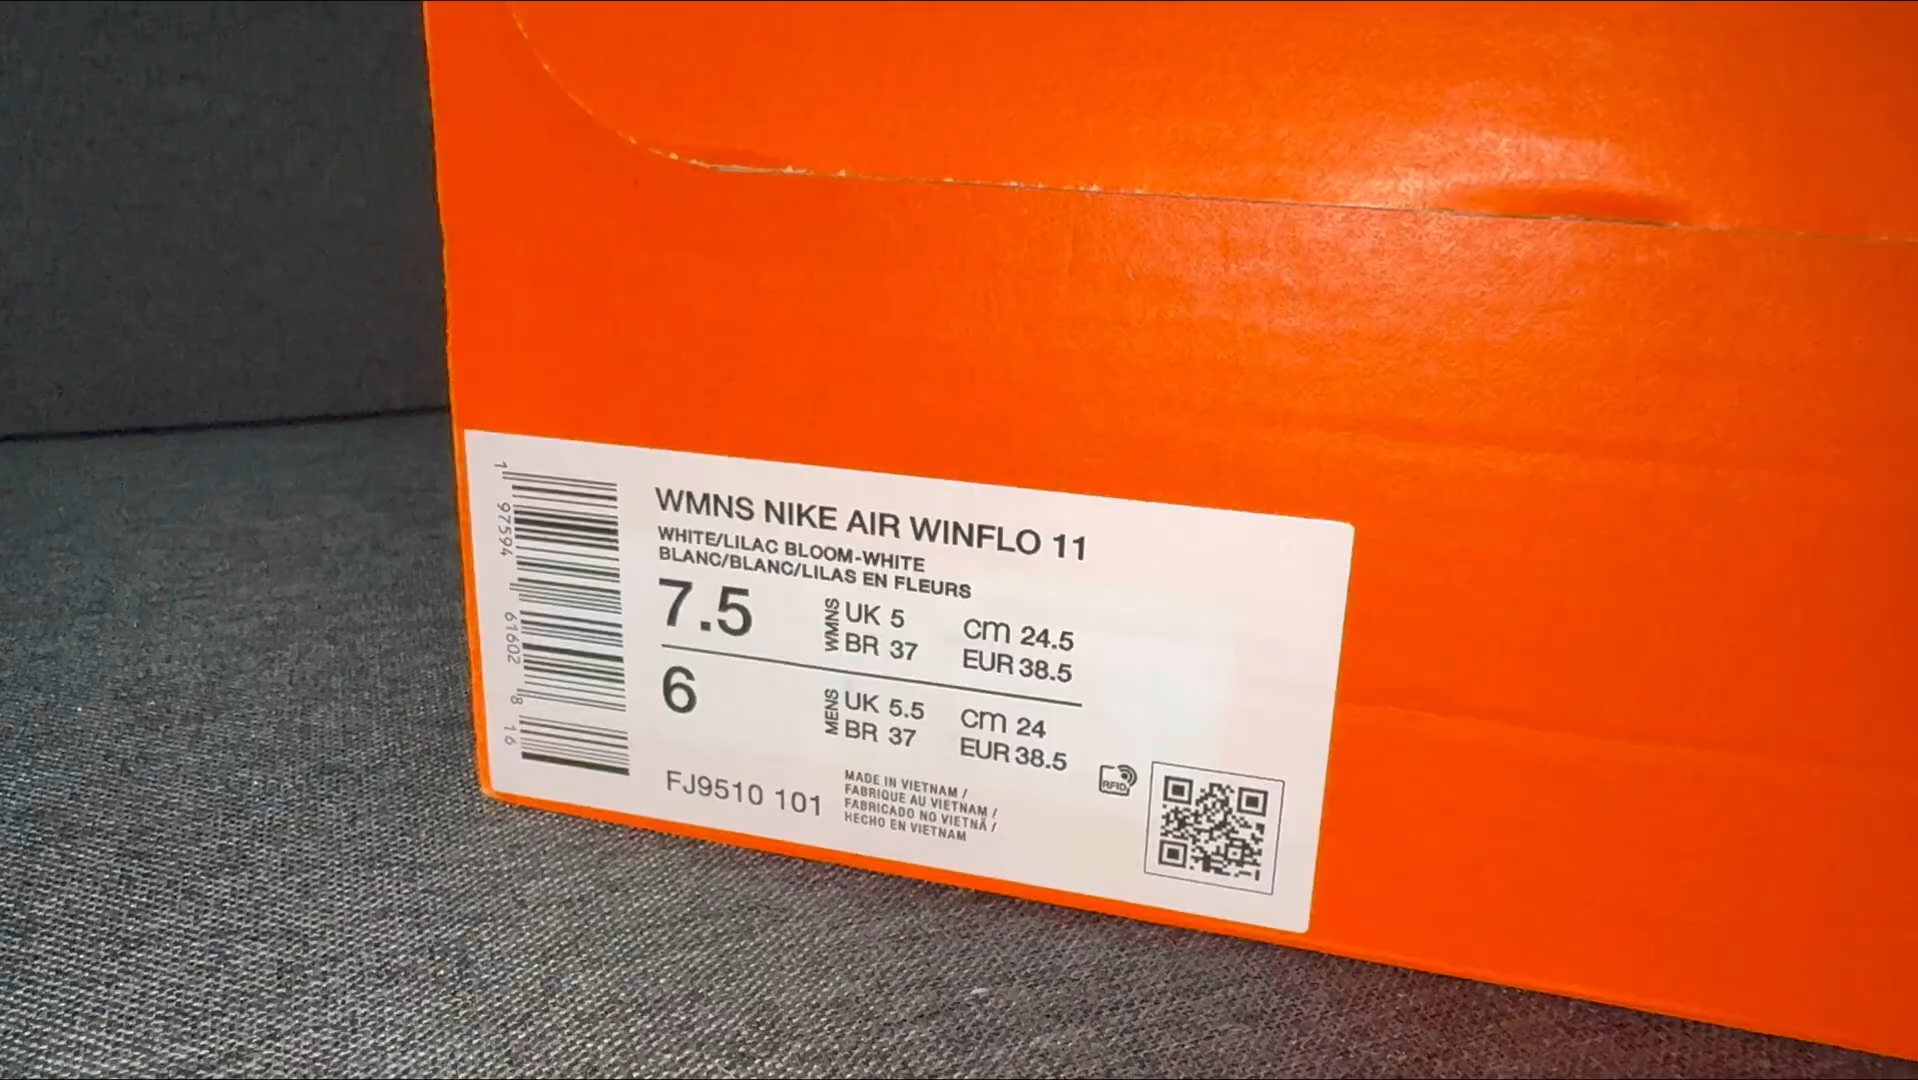 WMNS NIKE AIR WINFLO 11
WHITE/LILAC BLOOM-WHITE
BLANC/BLANC/LILAS EN FLEURS
7.5
WMNS
UK 5
BR 37
cm 24.5
EUR 38.5
6
MENS
UK 5.5
BR 37
cm 24
EUR 38.5
FJ9510 101
MADE IN VIETNAM /
FABRIQUE AU VIETNAM /
FABRICADO NO VIETNÃ /
HECHO EN VIETNAM
RFID
1 97594 61602 8 16